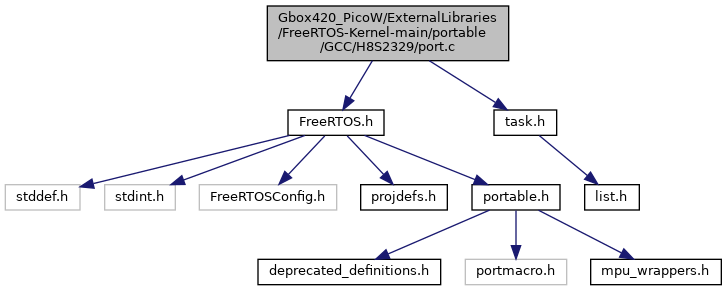 Gbox420_PicoW/ExternalLibraries
/FreeRTOS-Kernel-main/portable
/GCC/H8S2329/port.c
FreeRTOS.h
task.h
stddef.h
stdint.h
FreeRTOSConfig.h
projdefs.h
portable.h
list.h
deprecated_definitions.h
portmacro.h
mpu_wrappers.h